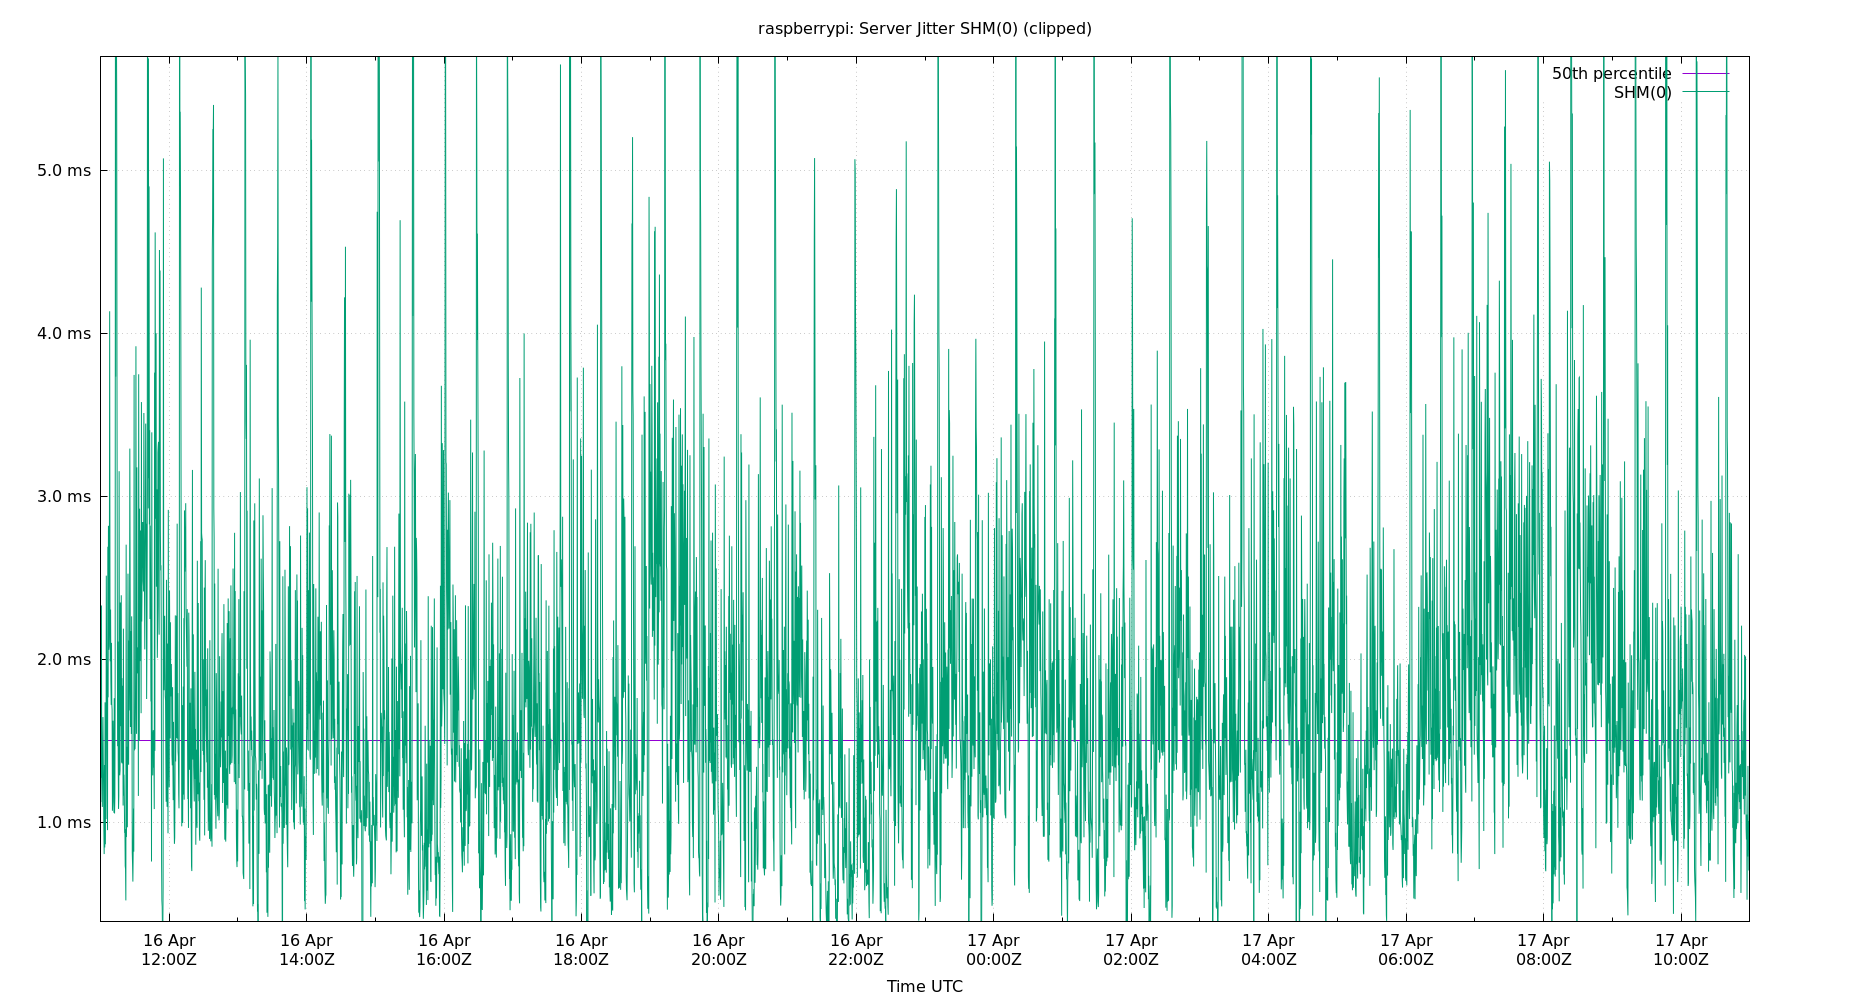 raspberrypi: Server Jitter SHM(0) (clipped)
50th percentile
SHM(0)
5.0 ms
4.0 ms
3.0 ms
2.0 ms
1.0 ms
16 Apr 16 Apr 16 Apr 16 Apr 16 Apr 16 Apr 17 Apr 17 Apr 17 Apr 17 Apr 17 Apr 17 Apr
12:00Z 14:00Z 16:00Z 18:00Z 20:00Z 22:00Z 00:00Z 02:00Z 04:00Z 06:00Z 08:00Z 10:00Z
Time UTC